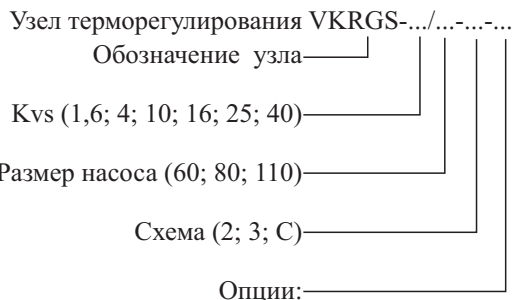 Узел терморегулирования VKRGS-.../...-...-...
Обозначение узла
Kvs (1,6; 4; 10; 16; 25; 40)
Размер насоса (60; 80; 110)
Схема (2; 3; С)
Опции: